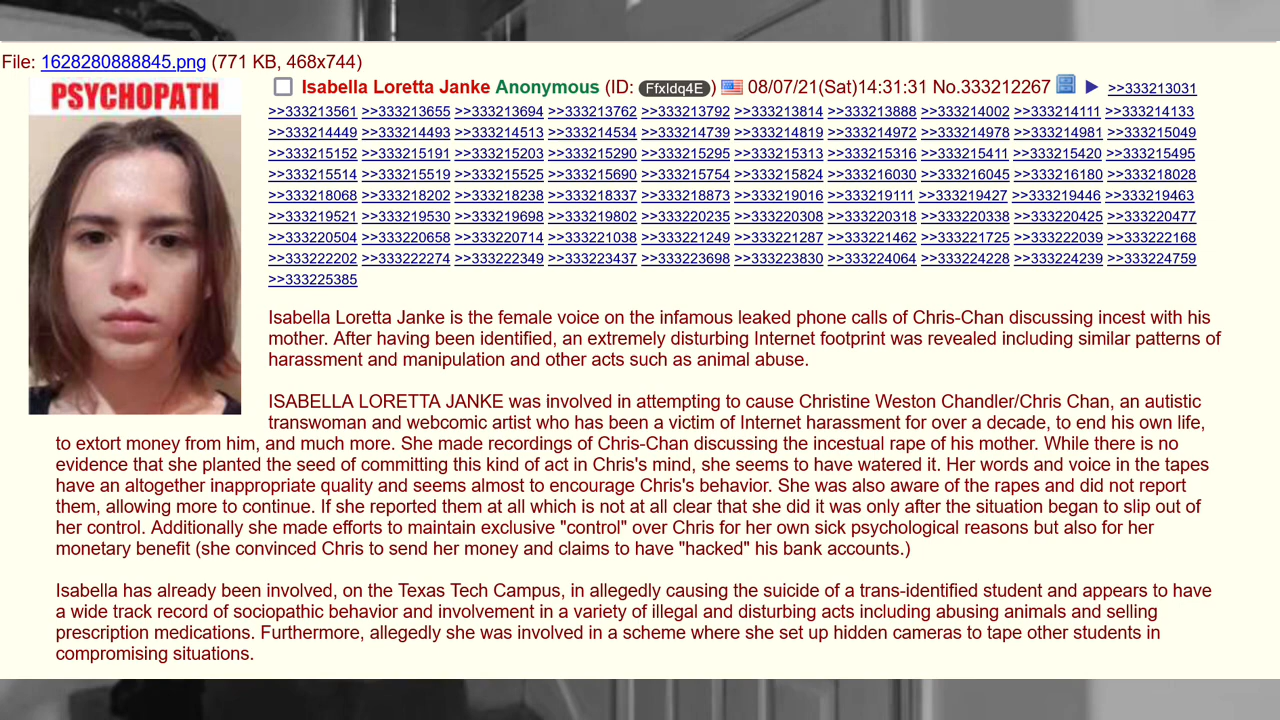 File: 1628280888845.png (771 KB, 468x744)
PSYCHOPATH
Isabella Loretta Janke Anonymous (ID: FfxIdq4E) 08/07/21(Sat)14:31:31 No.333212267 ▶ >>333213031
>>333213561 >>333213655 >>333213694 >>333213762 >>333213792 >>333213814 >>333213888 >>333214002 >>333214111 >>333214133
>>333214449 >>333214493 >>333214513 >>333214534 >>333214739 >>333214819 >>333214972 >>333214978 >>333214981 >>333215049
>>333215152 >>333215191 >>333215203 >>333215290 >>333215295 >>333215313 >>333215316 >>333215411 >>333215420 >>333215495
>>333215514 >>333215519 >>333215525 >>333215690 >>333215754 >>333215824 >>333216030 >>333216045 >>333216180 >>333218028
>>333218068 >>333218202 >>333218238 >>333218337 >>333218873 >>333219016 >>333219111 >>333219427 >>333219446 >>333219463
>>333219521 >>333219530 >>333219698 >>333219802 >>333220235 >>333220308 >>333220318 >>333220338 >>333220425 >>333220477
>>333220504 >>333220658 >>333220714 >>333221038 >>333221249 >>333221287 >>333221462 >>333221725 >>333222039 >>333222168
>>333222202 >>333222274 >>333222349 >>333223437 >>333223698 >>333223830 >>333224064 >>333224228 >>333224239 >>333224759
>>333225385
Isabella Loretta Janke is the female voice on the infamous leaked phone calls of Chris-Chan discussing incest with his
mother. After having been identified, an extremely disturbing Internet footprint was revealed including similar patterns of
harassment and manipulation and other acts such as animal abuse.
ISABELLA LORETTA JANKE was involved in attempting to cause Christine Weston Chandler/Chris Chan, an autistic
transwoman and webcomic artist who has been a victim of Internet harassment for over a decade, to end his own life,
to extort money from him, and much more. She made recordings of Chris-Chan discussing the incestual rape of his mother. While there is no
evidence that she planted the seed of committing this kind of act in Chris's mind, she seems to have watered it. Her words and voice in the tapes
have an altogether inappropriate quality and seems almost to encourage Chris's behavior. She was also aware of the rapes and did not report
them, allowing more to continue. If she reported them at all which is not at all clear that she did it was only after the situation began to slip out of
her control. Additionally she made efforts to maintain exclusive "control" over Chris for her own sick psychological reasons but also for her
monetary benefit (she convinced Chris to send her money and claims to have "hacked" his bank accounts.)
Isabella has already been involved, on the Texas Tech Campus, in allegedly causing the suicide of a trans-identified student and appears to have
a wide track record of sociopathic behavior and involvement in a variety of illegal and disturbing acts including abusing animals and selling
prescription medications. Furthermore, allegedly she was involved in a scheme where she set up hidden cameras to tape other students in
compromising situations.